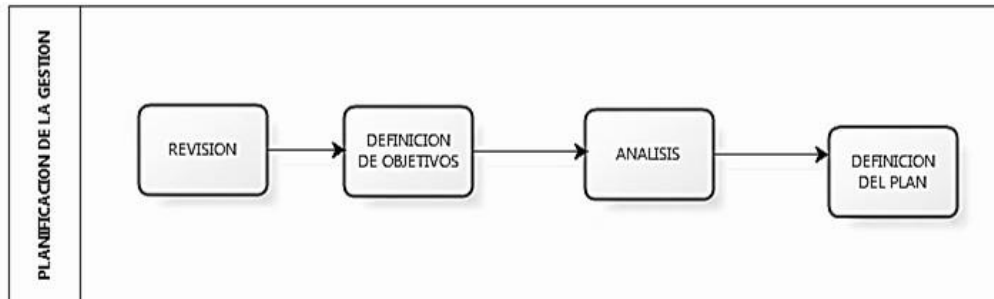 PLANIFICACION DE LA GESTION
REVISION
DEFINICION
DE OBJETIVOS
ANALISIS
DEFINICION
DEL PLAN